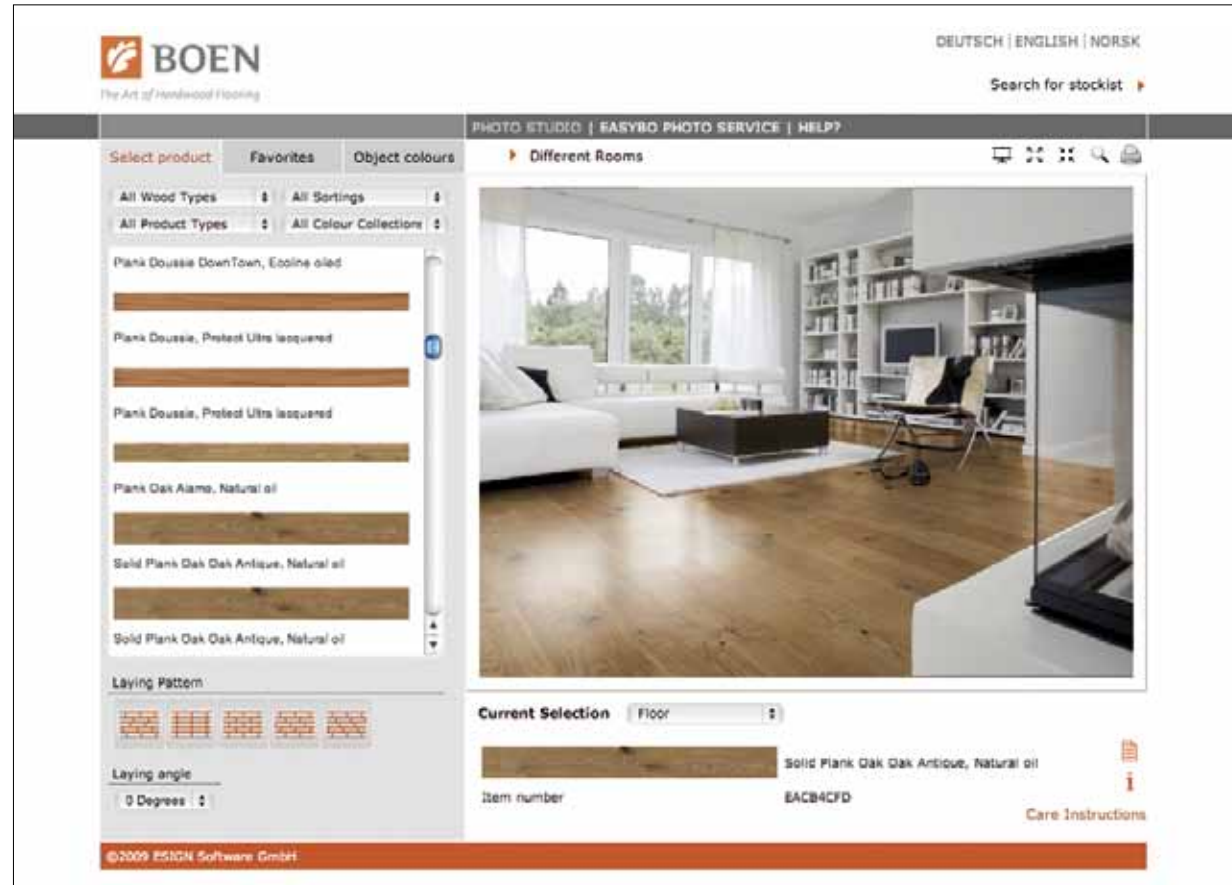 BOEN
The Art of Hardwood Flooring
DEUTSCH | ENGLISH | NORSK
Search for stockist
PHOTO STUDIO | EASYBO PHOTO SERVICE | HELP?
Select product
Favorites
Object colours
Different Rooms
All Wood Types
All Sortings
All Product Types
All Colour Collections
Plank Doussie DownTown, Ecoline oiled
Plank Doussie, Protect Ultra lacquered
Plank Doussie, Protect Ultra lacquered
Plank Oak Alamo, Natural oil
Solid Plank Oak Oak Antique, Natural oil
Solid Plank Oak Oak Antique, Natural oil
Laying Pattern
Laying angle
0 Degrees
Current Selection
Floor
Solid Plank Oak Oak Antique, Natural oil
Item number
EACB4CFD
i
Care Instructions
©2009 ESIGN Software GmbH